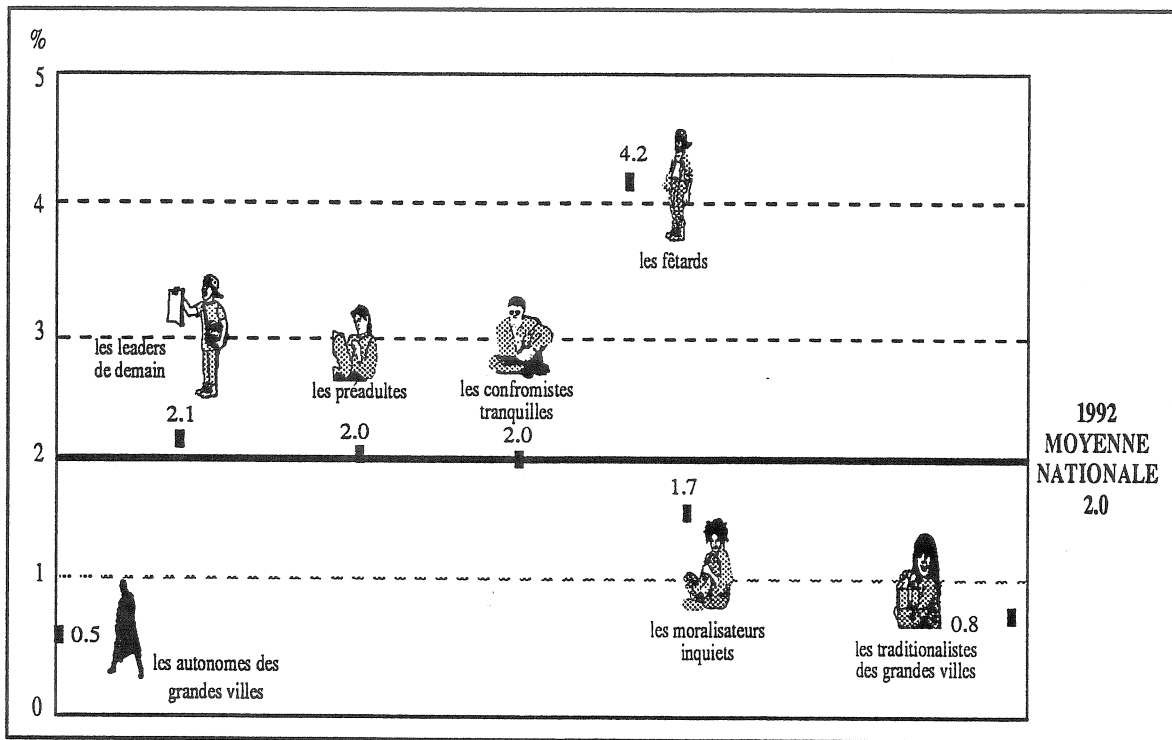 %
5
4.2
4
les fêtards
3
les leaders
de demain
les préadultes
les confromistes
tranquilles
2.1
2.0
2.0
2
1992
MOYENNE
NATIONALE
2.0
1.7
1
0.5
les autonomes des
grandes villes
les moralisateurs
inquiets
0.8
les traditionalistes
des grandes villes
0